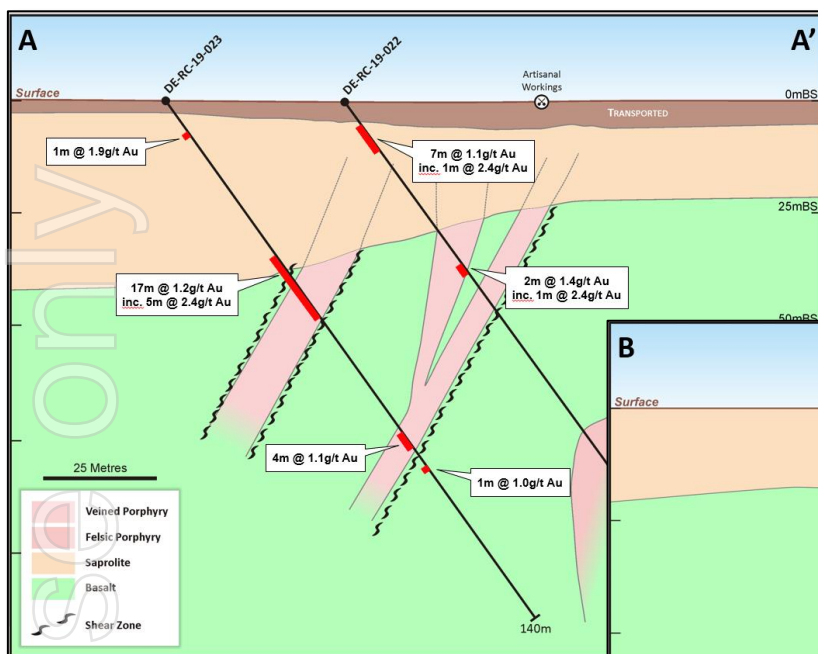 A
A'
DE-RC-19-023
DE-RC-19-022
Artisanal
Workings
Surface
0mBS
TRANSPORTED
1m @ 1.9g/t Au
7m @ 1.1g/t Au
inc. 1m @ 2.4g/t Au
25mBS
17m @ 1.2g/t Au
inc. 5m @ 2.4g/t Au
2m @ 1.4g/t Au
inc. 1m @ 2.4g/t Au
50mBS
B
Surface
4m @ 1.1g/t Au
1m @ 1.0g/t Au
25 Metres
Veined Porphyry
Felsic Porphyry
Saprolite
Basalt
Shear Zone
140m
se only